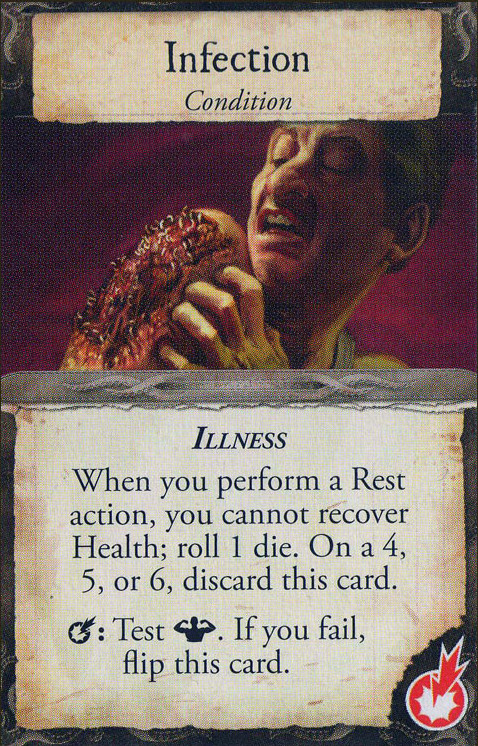 Infection
Condition
ILLNESS
When you perform a Rest
action, you cannot recover
Health; roll 1 die. On a 4,
5, or 6, discard this card.
: Test . If you fail,
flip this card.